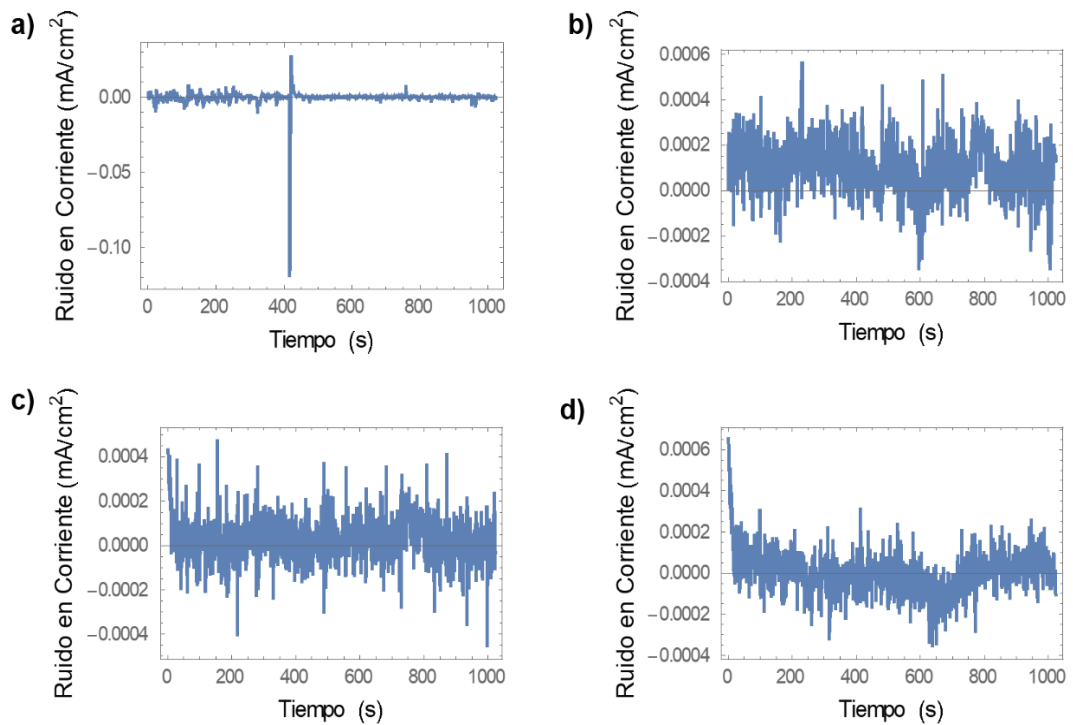 a)
Ruido en Corriente (mA/cm²)
0.00
−0.05
−0.10
0 200 400 600 800 1000
Tiempo (s)
b)
Ruido en Corriente (mA/cm²)
0.0006
0.0004
0.0002
0.0000
−0.0002
−0.0004
0 200 400 600 800 1000
Tiempo (s)
c)
Ruido en Corriente (mA/cm²)
0.0004
0.0002
0.0000
−0.0002
−0.0004
0 200 400 600 800 1000
Tiempo (s)
d)
Ruido en Corriente (mA/cm²)
0.0006
0.0004
0.0002
0.0000
−0.0002
−0.0004
0 200 400 600 800 1000
Tiempo (s)